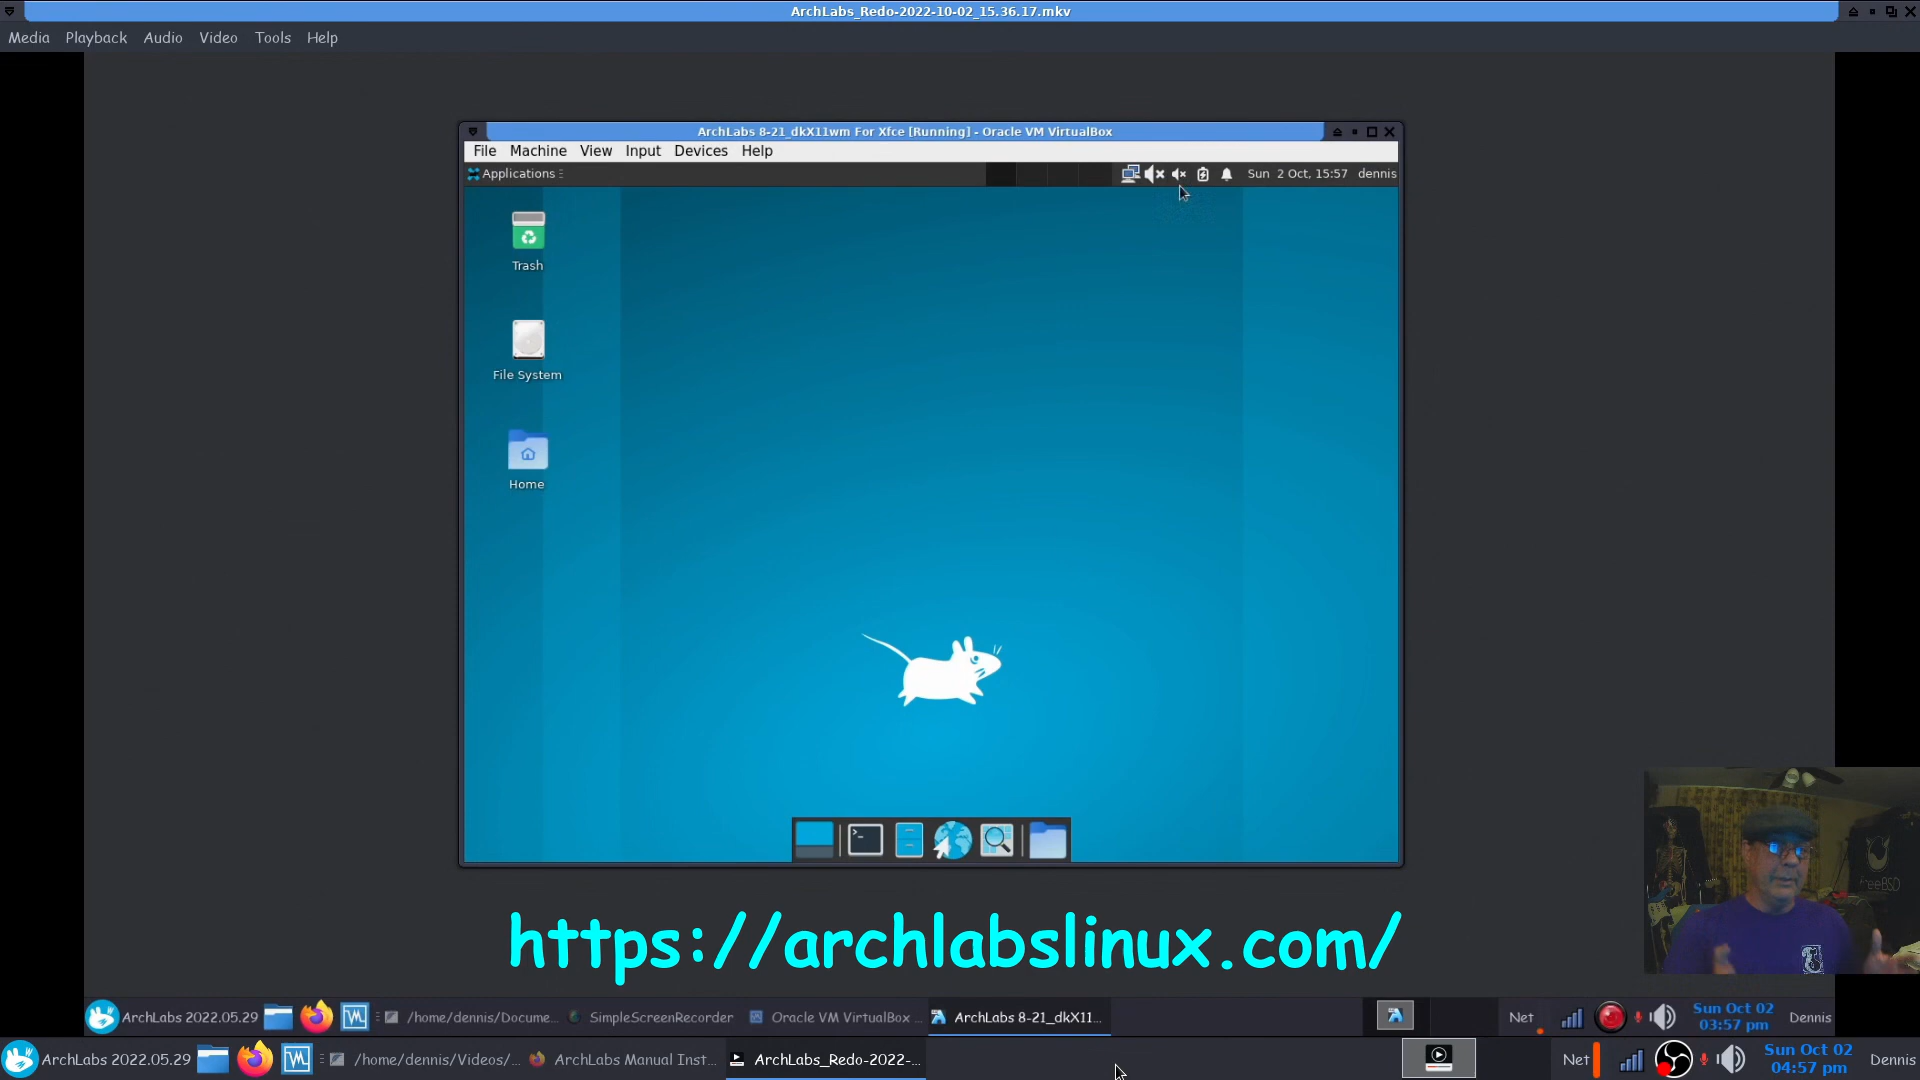 ArchLabs_Redo-2022-10-02_15.36.17.mkv
Media Playback Audio Video Tools Help
ArchLabs 8-21_dkX11wm For Xfce [Running] - Oracle VM VirtualBox
File Machine View Input Devices Help
Applications Sun 2 Oct, 15:57 dennis
Trash
File System
Home
https://archlabslinux.com/
ArchLabs 2022.05.29 /home/dennis/Docume... SimpleScreenRecorder Oracle VM VirtualBox ... ArchLabs 8-21_dkX11... Net Sun Oct 02 Dennis
03:57 pm
ArchLabs 2022.05.29 /home/dennis/Videos/... ArchLabs Manual Inst... ArchLabs_Redo-2022-... Net Sun Oct 02 Dennis
04:57 pm